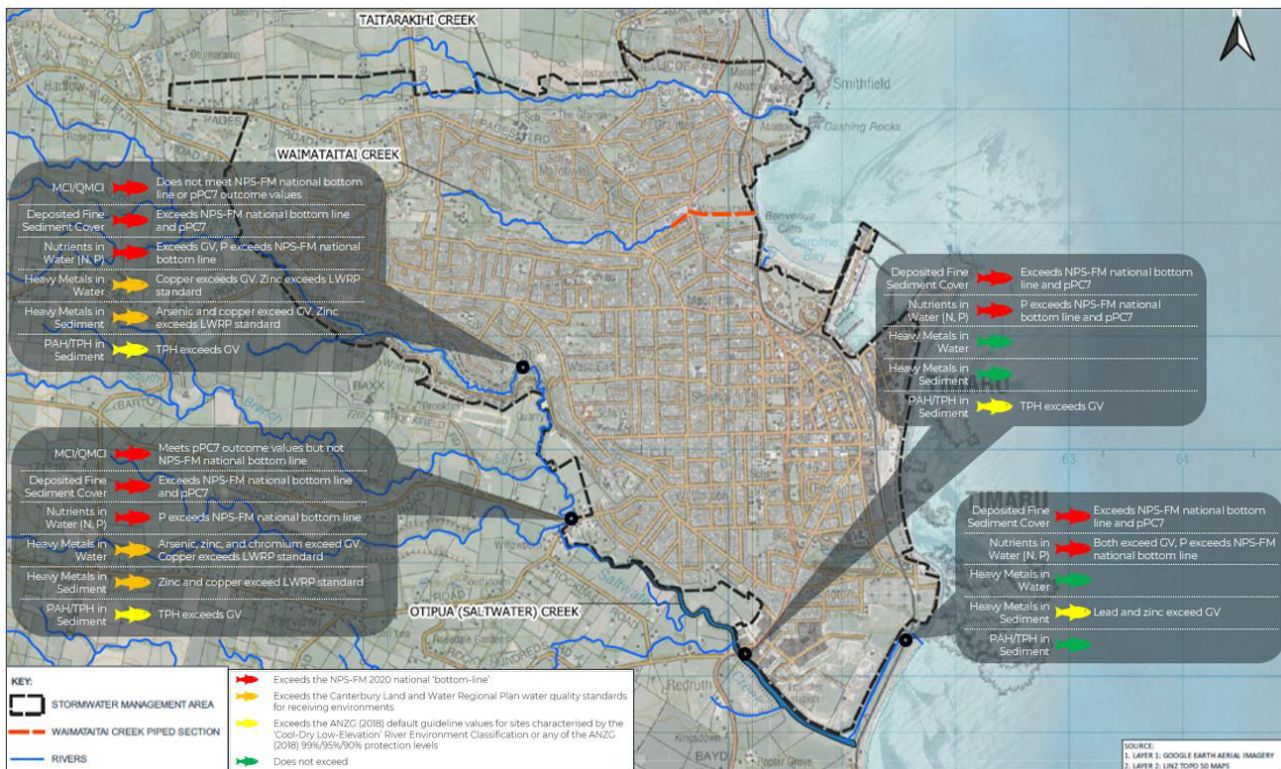 TAITARAKIHI CREEK
Smithfield
Dashing Rocks
Hadlow
Rosebrook
WAIMATAITAI CREEK
MCI/QMCI Does not meet NPS-FM national bottom
line or pPC7 outcome values
Deposited Fine
Sediment Cover Exceeds NPS-FM national bottom line
and pPC7
Nutrients in
Water (N, P) Exceeds GV, P exceeds NPS-FM national
bottom line
Heavy Metals in
Water Copper exceeds GV, Zinc exceeds LWRP
standard
Heavy Metals in
Sediment Arsenic and copper exceed GV, Zinc
exceeds LWRP standard
PAH/TPH in
Sediment TPH exceeds GV
Benvenue
Cliffs
Caroline
Bay
Deposited Fine
Sediment Cover Exceeds NPS-FM national bottom
line and pPC7
Nutrients in
Water (N, P) P exceeds NPS-FM national
bottom line and pPC7
Heavy Metals in
Water
Heavy Metals in
Sediment
PAH/TPH in
Sediment TPH exceeds GV
Quarry
MCI/QMCI Meets pPC7 outcome values but not
NPS-FM national bottom line
Deposited Fine
Sediment Cover Exceeds NPS-FM national bottom line
and pPC7
Nutrients in
Water (N, P) P exceeds NPS-FM national bottom line
Heavy Metals in
Water Arsenic, zinc, and chromium exceed GV,
Copper exceeds LWRP standard
Heavy Metals in
Sediment Zinc and copper exceed LWRP standard
PAH/TPH in
Sediment TPH exceeds GV
63
64
TIMARU
Deposited Fine
Sediment Cover Exceeds NPS-FM national bottom
line and pPC7
Nutrients in
Water (N, P) Both exceed GV, P exceeds NPS-FM
national bottom line
Heavy Metals in
Water
Heavy Metals in
Sediment Lead and zinc exceed GV
PAH/TPH in
Sediment
OTIPUA (SALTWATER) CREEK
Redruth
Kingsdown
KEY:
STORMWATER MANAGEMENT AREA
WAIMATAITAI CREEK PIPED SECTION
RIVERS
Exceeds the NPS-FM 2020 national 'bottom-line'
Exceeds the Canterbury Land and Water Regional Plan water quality standards
for receiving environments
Exceeds the ANZG (2018) default guideline values for sites characterised by the
'Cool-Dry Low-Elevation' River Environment Classification or any of the ANZG
(2018) 99%/95%/90% protection levels
Does not exceed
SOURCE:
1. LAYER 1: GOOGLE EARTH AERIAL IMAGERY
2. LAYER 2: LINZ TOPO 50 MAPS